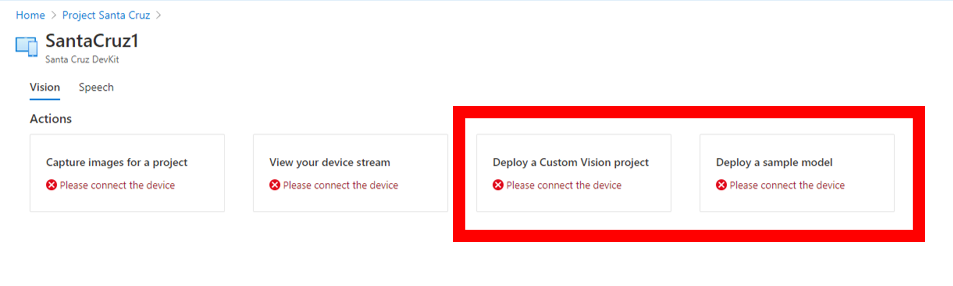 Home > Project Santa Cruz >
SantaCruz1
Santa Cruz DevKit
Vision Speech
Actions
Capture images for a project View your device stream Deploy a Custom Vision project Deploy a sample model
Please connect the device Please connect the device Please connect the device Please connect the device